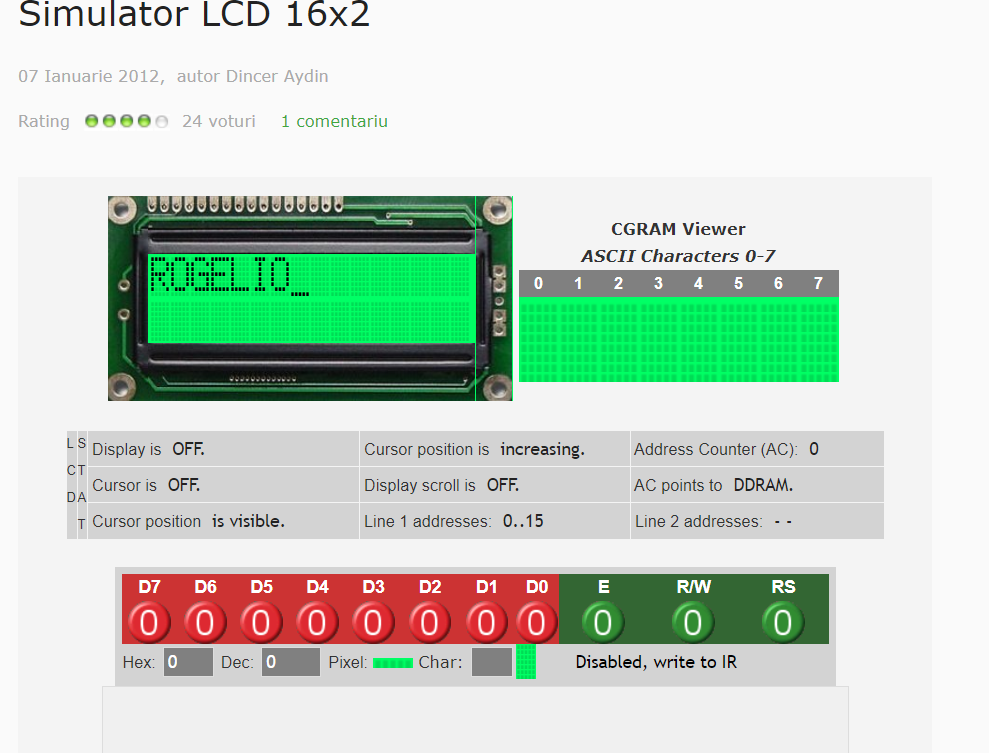 Simulator LCD 16x2
07 Ianuarie 2012, autor Dincer Aydin
Rating 24 voturi 1 comentariu
ROGELIO_
CGRAM Viewer
ASCII Characters 0-7
0 1 2 3 4 5 6 7
L S
C T
D A
T
Display is OFF. Cursor position is increasing. Address Counter (AC): 0
Cursor is OFF. Display scroll is OFF. AC points to DDRAM.
Cursor position is visible. Line 1 addresses: 0..15 Line 2 addresses: - -
D7 D6 D5 D4 D3 D2 D1 D0 E R/W RS
0 0 0 0 0 0 0 0 0 0 0
Hex: 0 Dec: 0 Pixel: Char: Disabled, write to IR